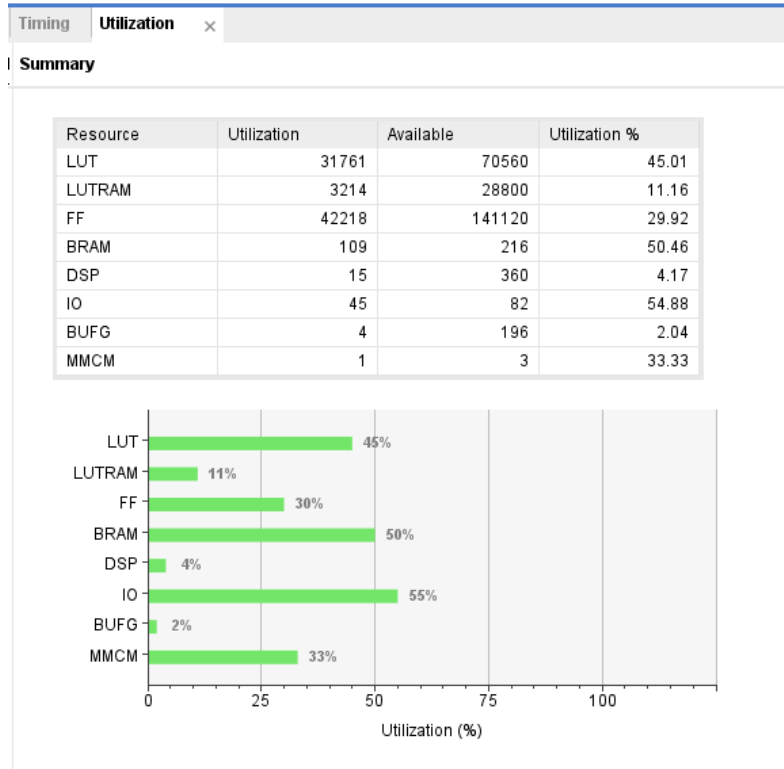 Timing Utilization ×
Summary
Resource Utilization Available Utilization %
LUT 31761 70560 45.01
LUTRAM 3214 28800 11.16
FF 42218 141120 29.92
BRAM 109 216 50.46
DSP 15 360 4.17
IO 45 82 54.88
BUFG 4 196 2.04
MMCM 1 3 33.33
LUT 45%
LUTRAM 11%
FF 30%
BRAM 50%
DSP 4%
IO 55%
BUFG 2%
MMCM 33%
0 25 50 75 100
Utilization (%)